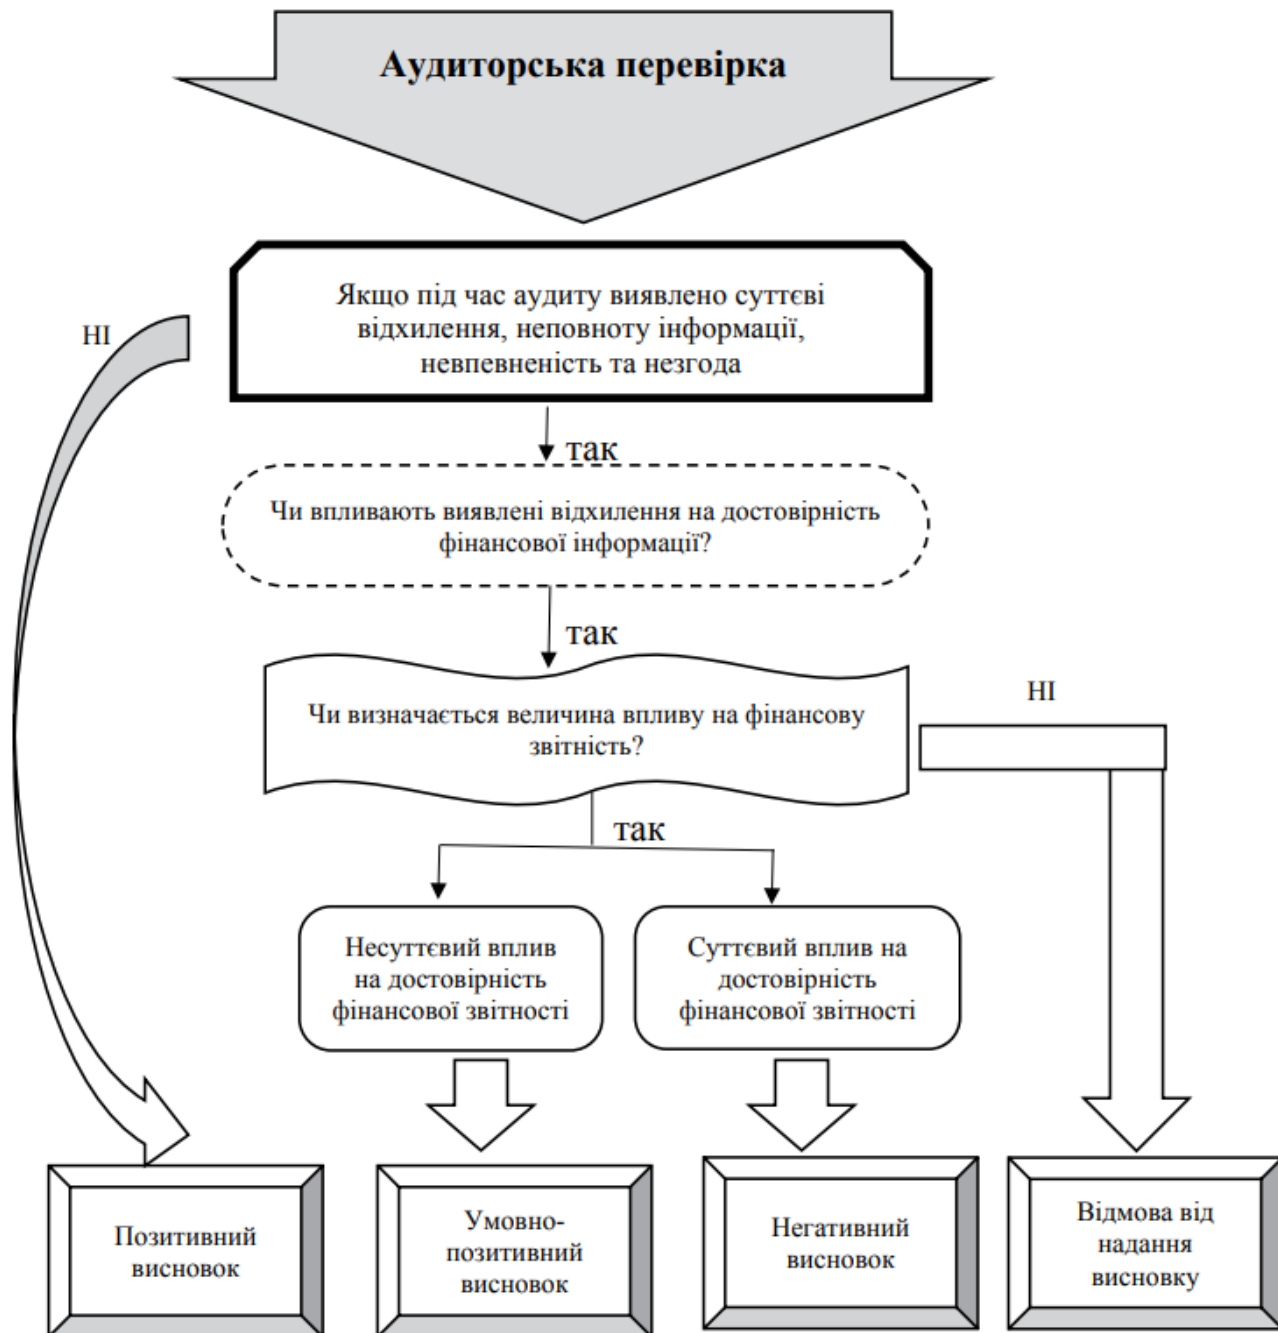 Аудиторська перевірка
Якщо під час аудиту виявлено суттєві
відхилення, неповноту інформації,
невпевненість та незгода
НІ
так
Чи впливають виявлені відхилення на достовірність
фінансової інформації?
так
Чи визначається величина впливу на фінансову
звітність?
НІ
так
Несуттєвий вплив
на достовірність
фінансової звітності
Суттєвий вплив на
достовірність
фінансової звітності
Позитивний
висновок
Умовно-
позитивний
висновок
Негативний
висновок
Відмова від
надання
висновку